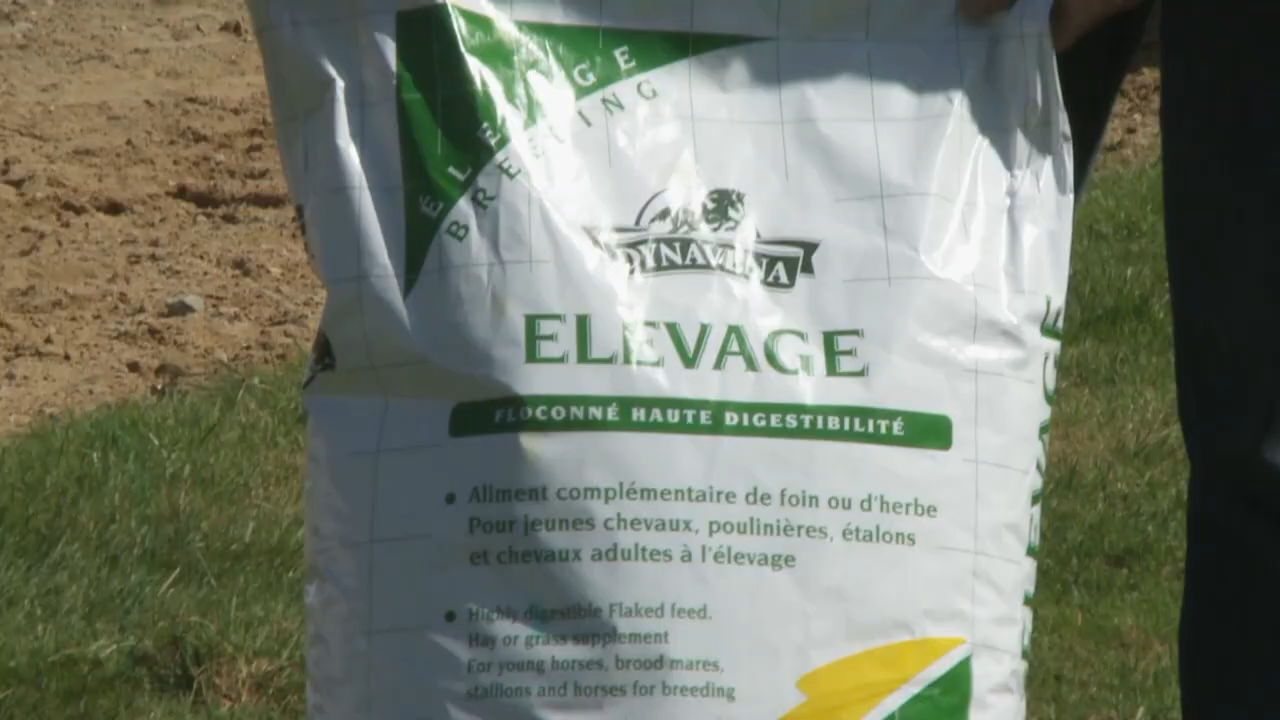 ÉLEVAGE
BREEDING
DYNAVENA
ELEVAGE
FLOCONNÉ HAUTE DIGESTIBILITÉ
• Aliment complémentaire de foin ou d'herbe
Pour jeunes chevaux, poulinières, étalons
et chevaux adultes à l'élevage
• Highly digestible Flaked feed.
Hay or grass supplement
For young horses, brood mares,
stallions and horses for breeding
ELEVAGE